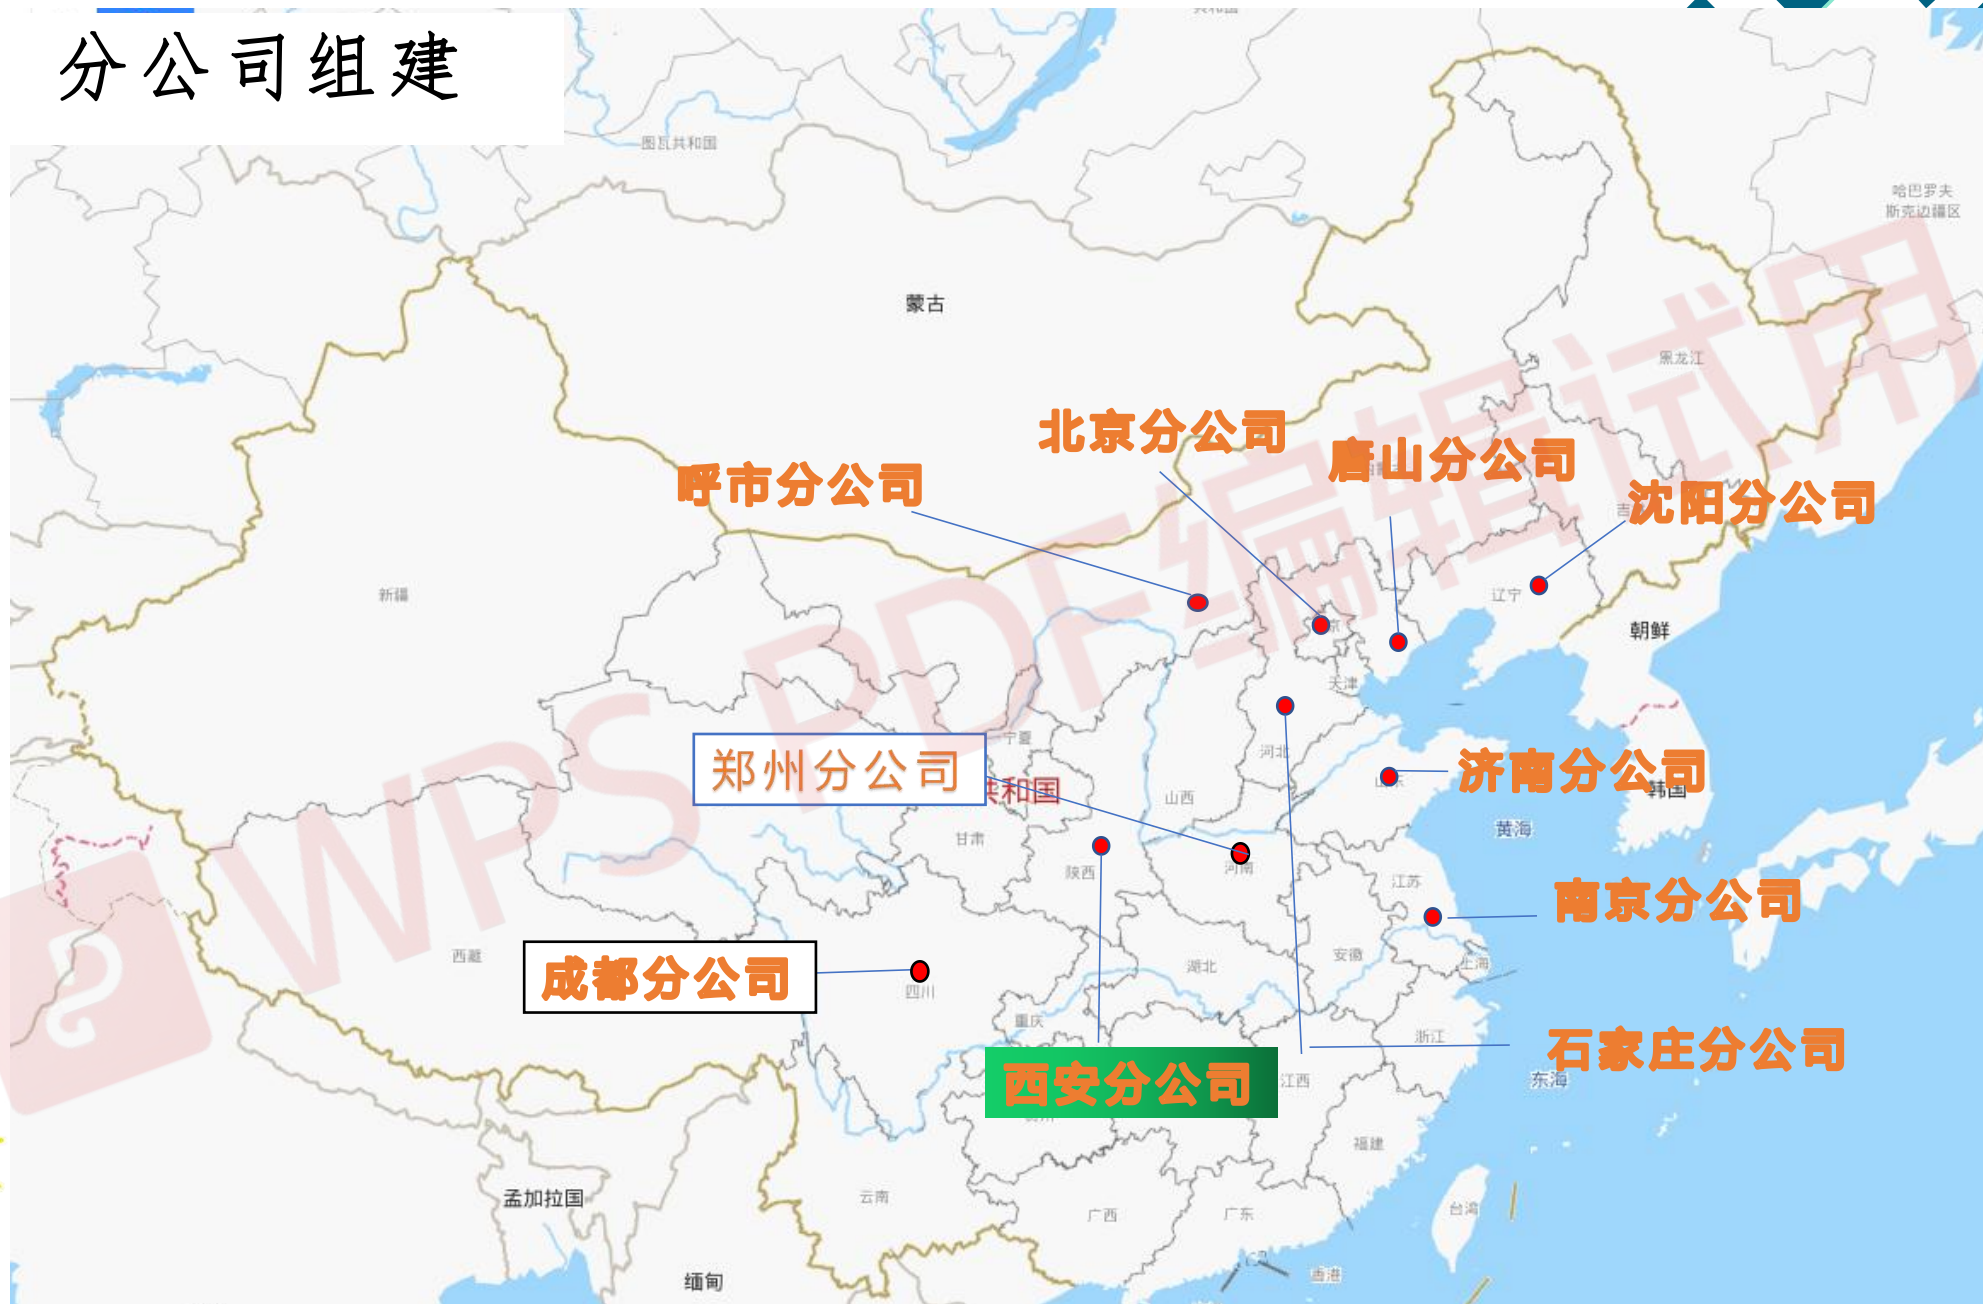 分公司组建
图瓦共和国
哈巴罗夫
斯克边疆区
蒙古
黑龙江
北京分公司
唐山分公司
呼市分公司
沈阳分公司
新疆
辽宁
朝鲜
天津
宁夏
河北
郑州分公司
共和国
济南分公司
山西
韩国
黄海
甘肃
陕西
河南
江苏
南京分公司
西藏
安徽
湖北
上海
成都分公司
四川
重庆
浙江
石家庄分公司
西安分公司
江西
东海
福建
孟加拉国
云南
广西
广东
台湾
缅甸
香港
WPS PDF编辑试用